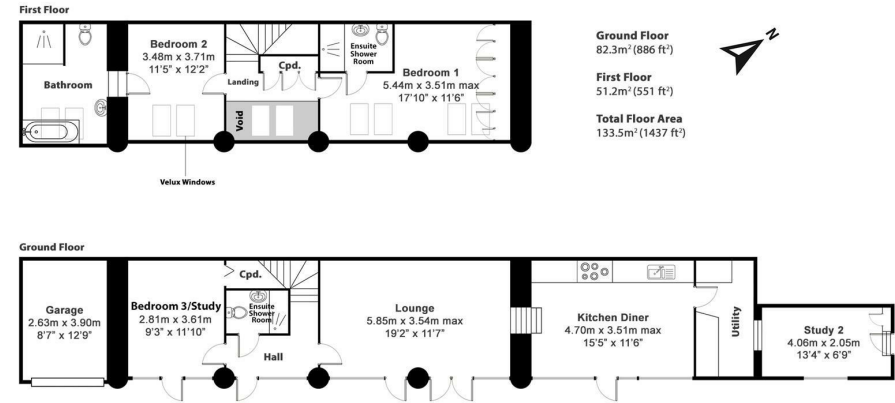 First Floor
Bathroom
Bedroom 2
3.48m x 3.71m
11'5" x 12'2"
Landing
Cpd.
Void
Ensuite
Shower
Room
Bedroom 1
5.44m x 3.51m max
17'10" x 11'6"
Velux Windows
Ground Floor
82.3m² (886 ft²)
First Floor
51.2m² (551 ft²)
Total Floor Area
133.5m² (1437 ft²)
N
Ground Floor
Garage
2.63m x 3.90m
8'7" x 12'9"
Bedroom 3/Study
2.81m x 3.61m
9'3" x 11'10"
Cpd.
Ensuite
Shower
Room
Hall
Lounge
5.85m x 3.54m max
19'2" x 11'7"
Kitchen Diner
4.70m x 3.51m max
15'5" x 11'6"
Utility
Study 2
4.06m x 2.05m
13'4" x 6'9"